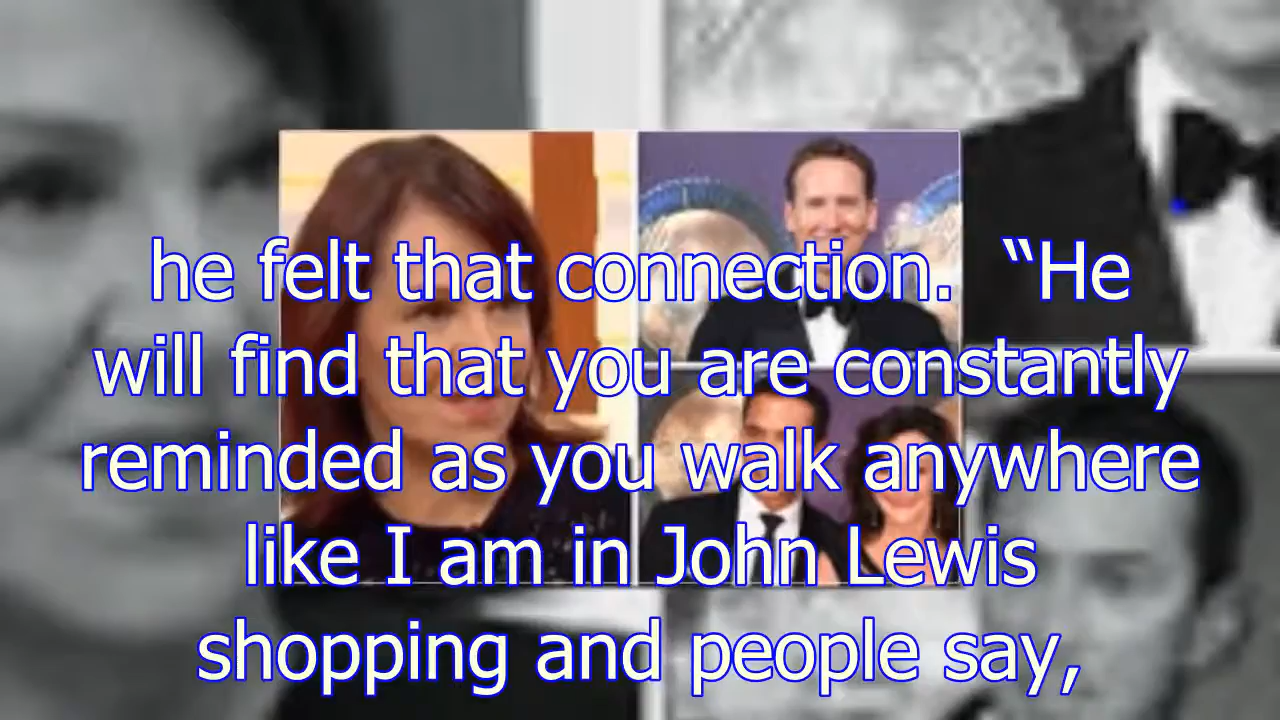 he felt that connection.  “He
will find that you are constantly
reminded as you walk anywhere
like I am in John Lewis
shopping and people say,